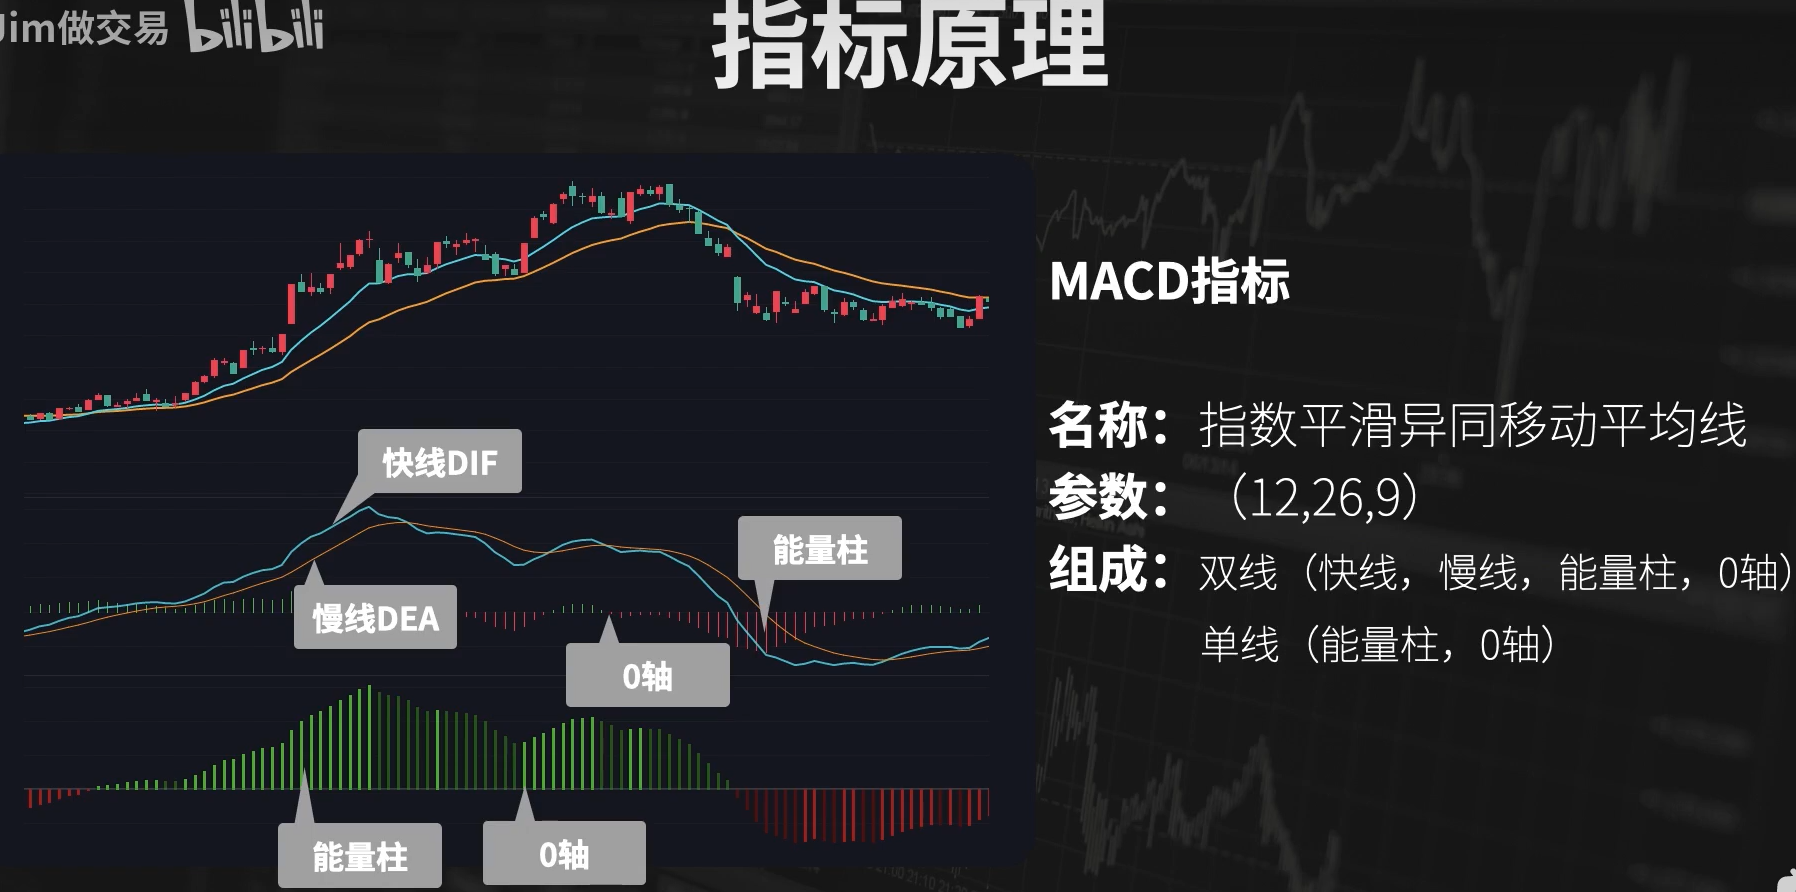 Jim做交易 bilibili
指标原理
MACD指标
名称：指数平滑异同移动平均线
参数：（12,26,9）
组成：双线（快线，慢线，能量柱，0轴）
单线（能量柱，0轴）
快线DIF
能量柱
慢线DEA
0轴
能量柱
0轴